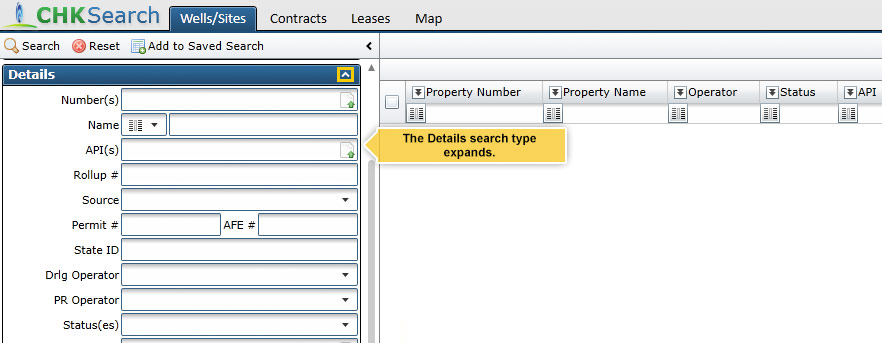 CHKSearch Wells/Sites Contracts Leases Map
Search Reset Add to Saved Search
Details
Number(s)
Name
API(s)
Rollup #
Source
Permit # AFE #
State ID
Drlg Operator
PR Operator
Status(es)
Property Number Property Name Operator Status API
The Details search type
expands.